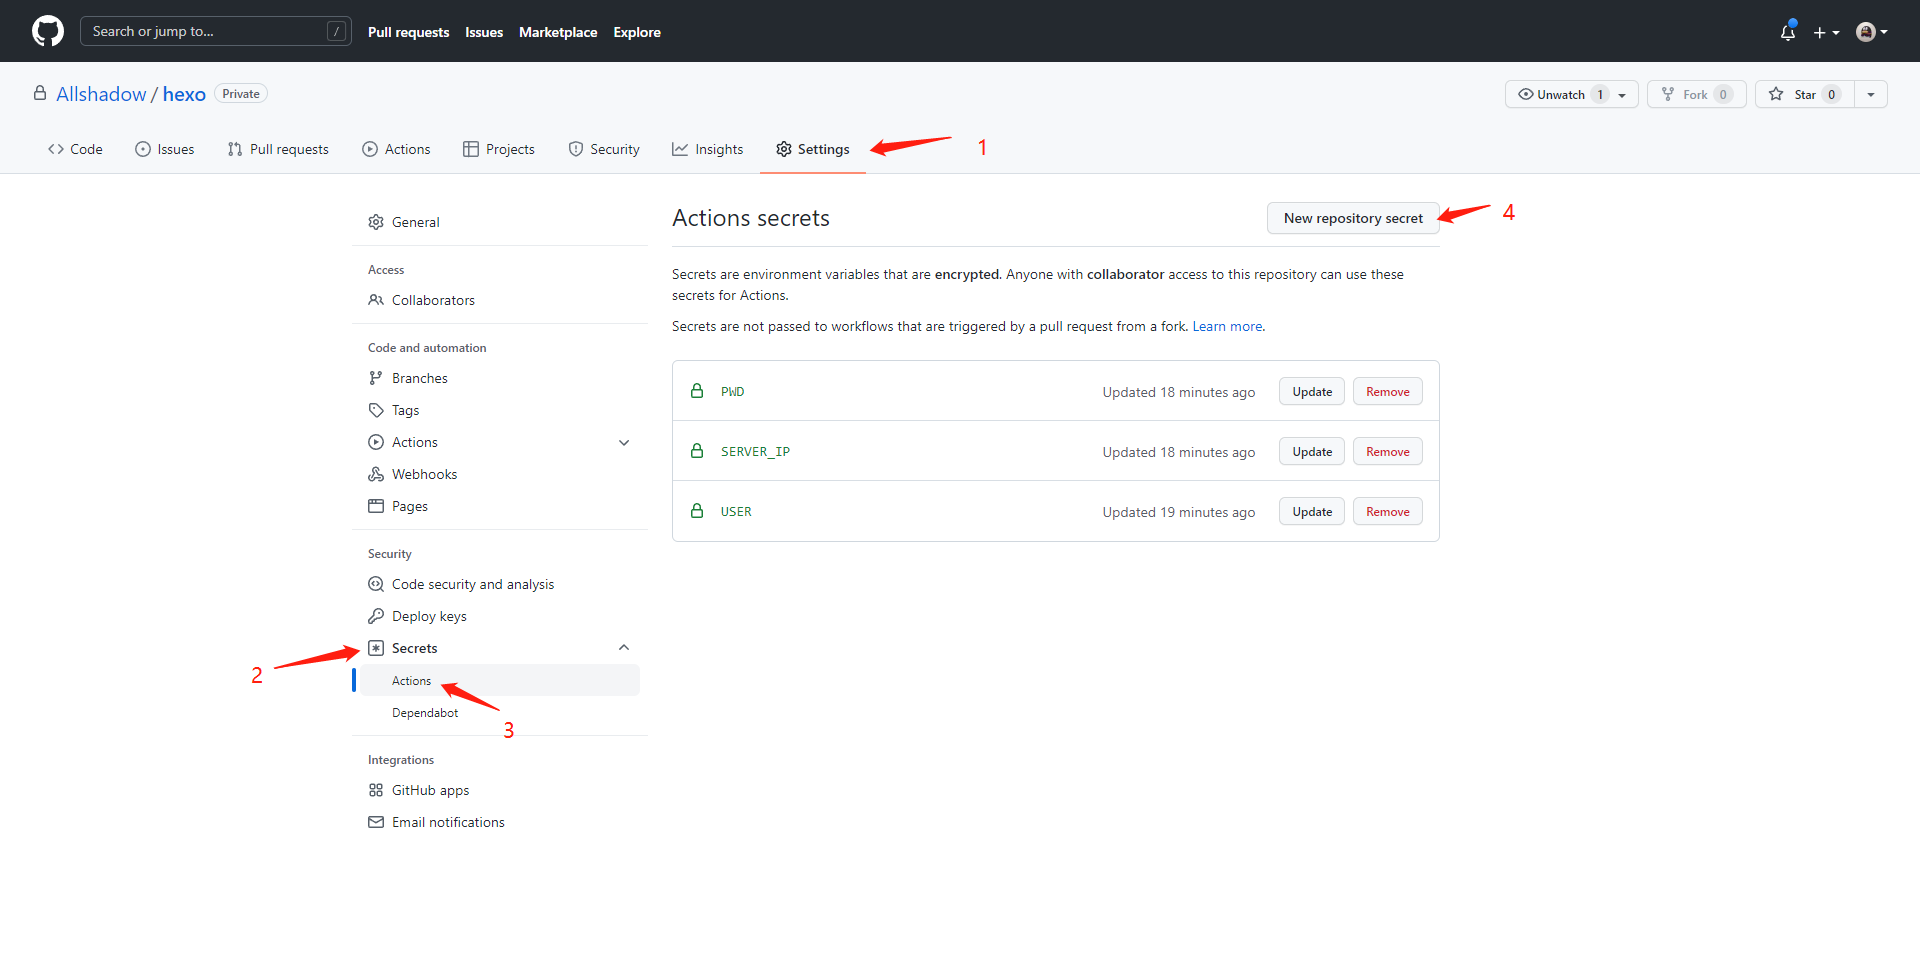 Search or jump to... /
Pull requests Issues Marketplace Explore
Allshadow / hexo Private
Unwatch 1 Fork 0 Star 0
Code Issues Pull requests Actions Projects Security Insights Settings 1
General
Access
Collaborators
Code and automation
Branches
Tags
Actions
Webhooks
Pages
Security
Code security and analysis
Deploy keys
2 Secrets
Actions
3
Dependabot
Integrations
GitHub apps
Email notifications
Actions secrets New repository secret 4
Secrets are environment variables that are encrypted. Anyone with collaborator access to this repository can use these
secrets for Actions.
Secrets are not passed to workflows that are triggered by a pull request from a fork. Learn more.
PWD Updated 18 minutes ago Update Remove
SERVER_IP Updated 18 minutes ago Update Remove
USER Updated 19 minutes ago Update Remove